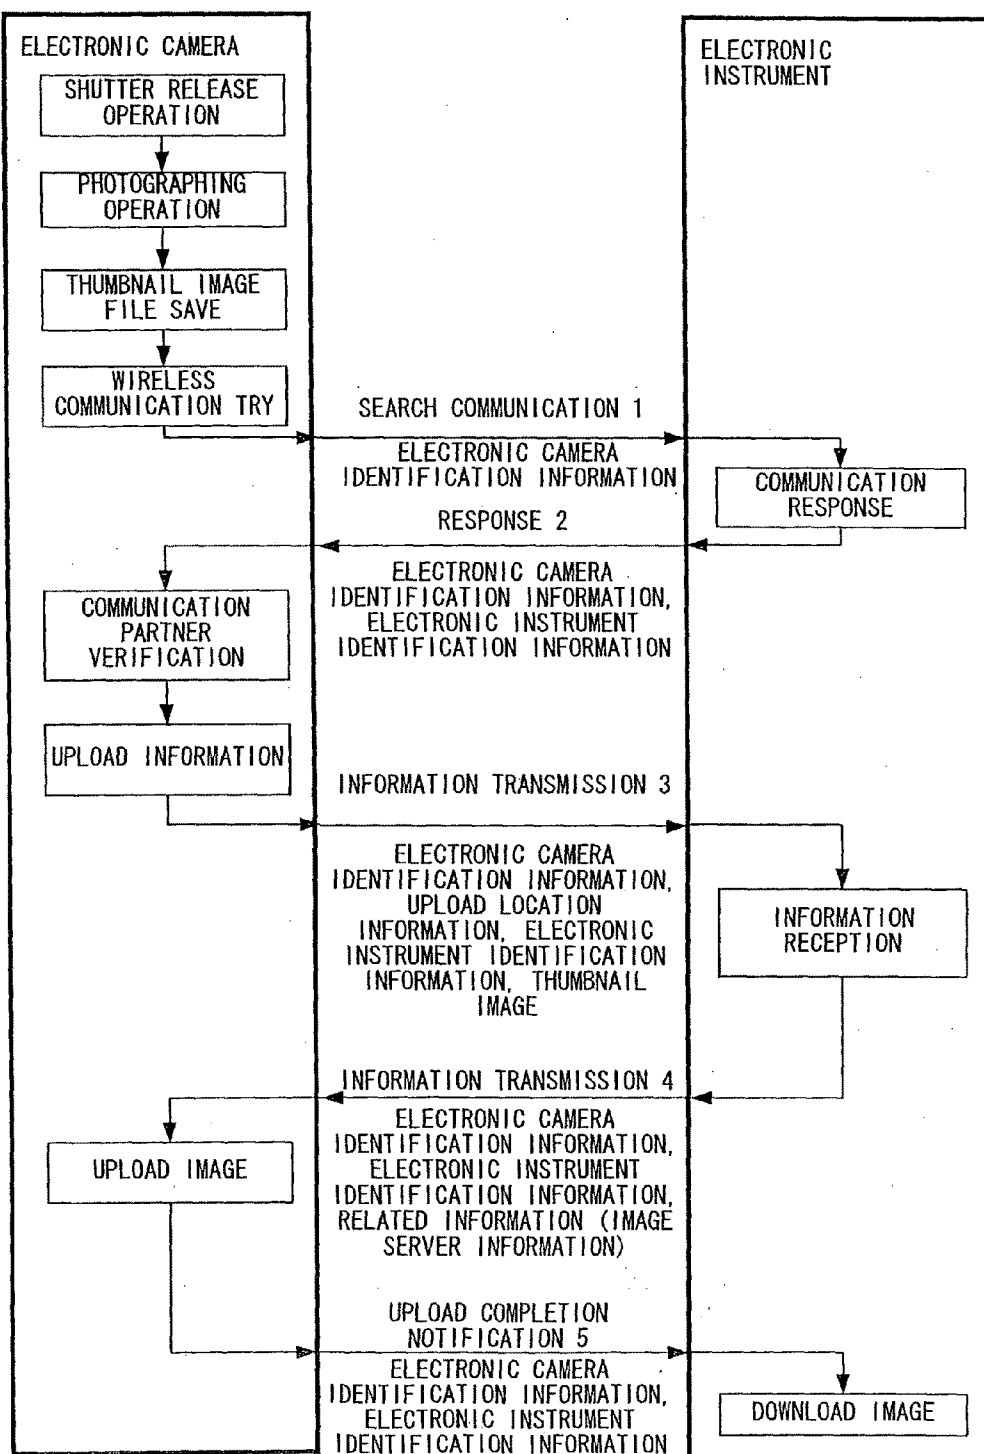 ELECTRONIC CAMERA
ELECTRONIC
INSTRUMENT
SHUTTER RELEASE
OPERATION
PHOTOGRAPHING
OPERATION
THUMBNAIL IMAGE
FILE SAVE
WIRELESS
COMMUNICATION TRY
SEARCH COMMUNICATION 1
ELECTRONIC CAMERA
IDENTIFICATION INFORMATION
COMMUNICATION
RESPONSE
RESPONSE 2
ELECTRONIC CAMERA
IDENTIFICATION INFORMATION,
ELECTRONIC INSTRUMENT
IDENTIFICATION INFORMATION
COMMUNICATION
PARTNER
VERIFICATION
UPLOAD INFORMATION
INFORMATION TRANSMISSION 3
ELECTRONIC CAMERA
IDENTIFICATION INFORMATION,
UPLOAD LOCATION
INFORMATION, ELECTRONIC
INSTRUMENT IDENTIFICATION
INFORMATION, THUMBNAIL
IMAGE
INFORMATION
RECEPTION
INFORMATION TRANSMISSION 4
ELECTRONIC CAMERA
IDENTIFICATION INFORMATION,
ELECTRONIC INSTRUMENT
IDENTIFICATION INFORMATION,
RELATED INFORMATION (IMAGE
SERVER INFORMATION)
UPLOAD IMAGE
UPLOAD COMPLETION
NOTIFICATION 5
ELECTRONIC CAMERA
IDENTIFICATION INFORMATION,
ELECTRONIC INSTRUMENT
IDENTIFICATION INFORMATION
DOWNLOAD IMAGE